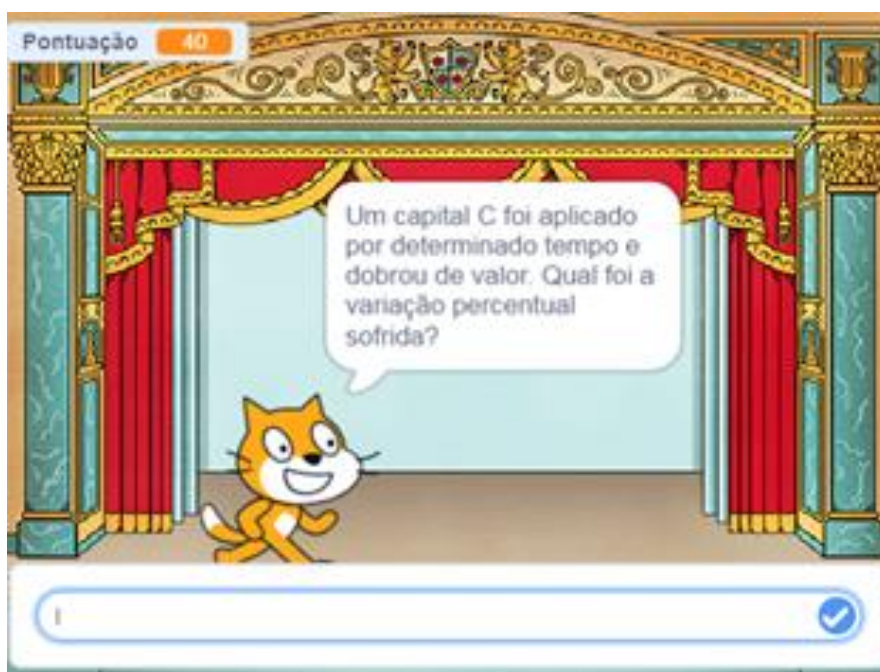 Pontuação 40
Um capital C foi aplicado
por determinado tempo e
dobrou de valor. Qual foi a
variação percentual
sofrida?